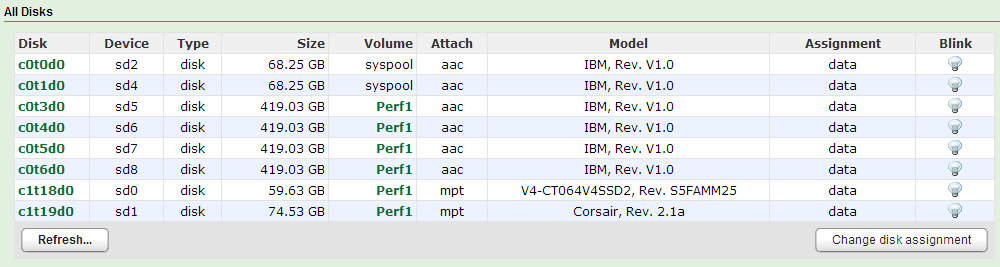 All Disks
Disk Device Type Size Volume Attach Model Assignment Blink
c0t0d0 sd2 disk 68.25 GB syspool aac IBM, Rev. V1.0 data
c0t1d0 sd4 disk 68.25 GB syspool aac IBM, Rev. V1.0 data
c0t3d0 sd5 disk 419.03 GB Perf1 aac IBM, Rev. V1.0 data
c0t4d0 sd6 disk 419.03 GB Perf1 aac IBM, Rev. V1.0 data
c0t5d0 sd7 disk 419.03 GB Perf1 aac IBM, Rev. V1.0 data
c0t6d0 sd8 disk 419.03 GB Perf1 aac IBM, Rev. V1.0 data
c1t18d0 sd0 disk 59.63 GB Perf1 mpt V4-CT064V4SSD2, Rev. S5FAMM25 data
c1t19d0 sd1 disk 74.53 GB Perf1 mpt Corsair, Rev. 2.1a data
Refresh... Change disk assignment